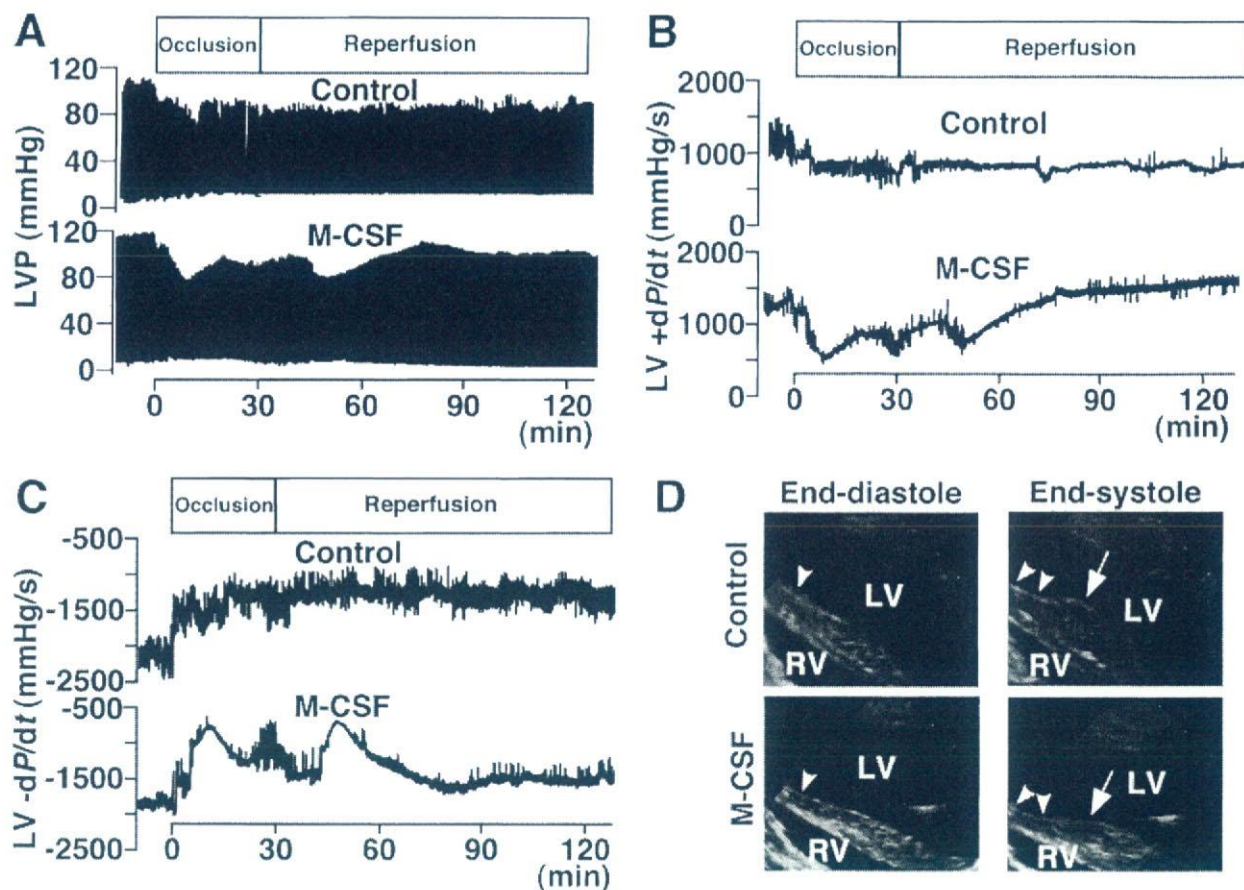 A
Occlusion
Reperfusion
LVP (mmHg)
120
80
40
0
Control
120
80
40
0
M-CSF
0 30 60 90 120
(min)
B
Occlusion
Reperfusion
LV +dP/dt (mmHg/s)
2000
1000
0
Control
2000
1000
0
M-CSF
0 30 60 90 120
(min)
C
Occlusion
Reperfusion
LV -dP/dt (mmHg/s)
-500
-1500
-2500
Control
-500
-1500
-2500
M-CSF
0 30 60 90 120
(min)
D
End-diastole
End-systole
Control
LV
RV
LV
RV
M-CSF
LV
RV
LV
RV